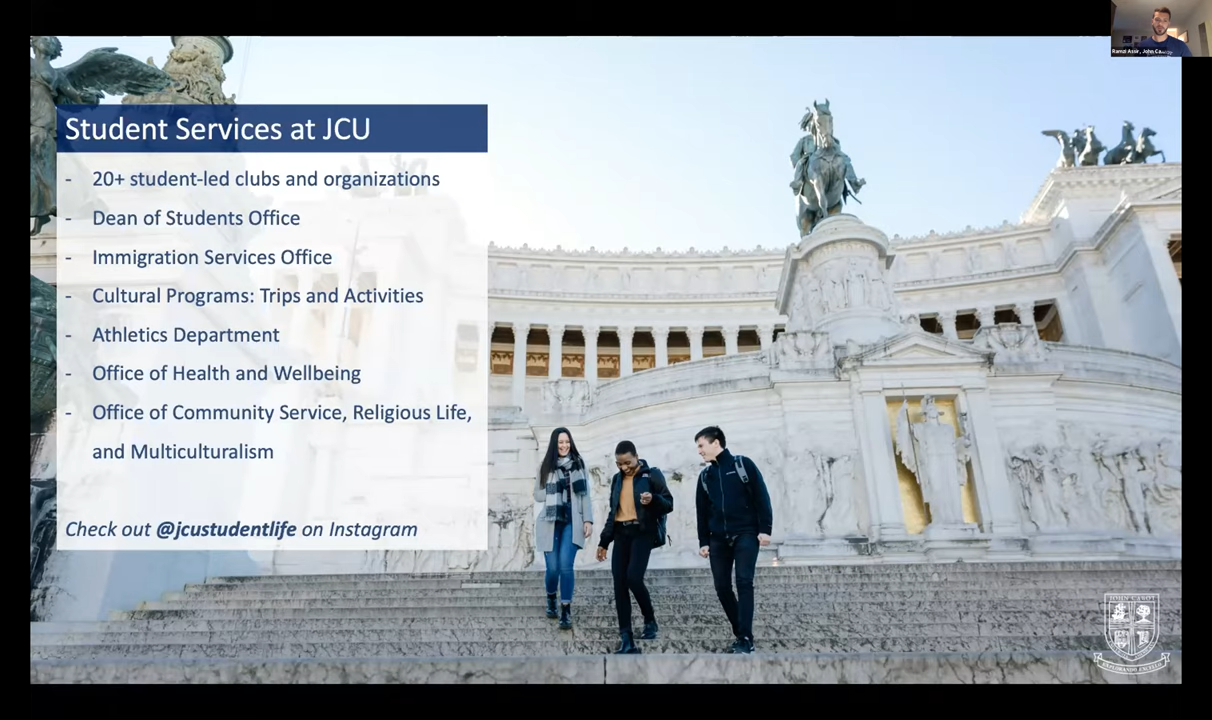 Student Services at JCU
- 20+ student-led clubs and organizations
- Dean of Students Office
- Immigration Services Office
- Cultural Programs: Trips and Activities
- Athletics Department
- Office of Health and Wellbeing
- Office of Community Service, Religious Life,
and Multiculturalism
Check out @jcustudentlife on Instagram
JOHN CABOT